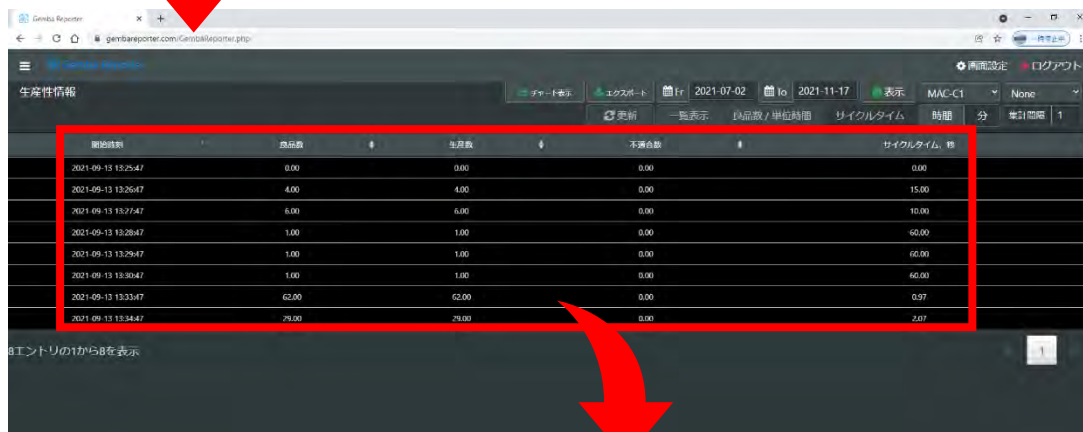 Gemba Reporter
gembareporter.com/GembaReporter.php
Gemba Reporter
画面設定 ログアウト
生産性情報 チャート表示 エクスポート Fr 2021-07-02 To 2021-11-17 表示 MAC-C1 None
更新 一覧表示 良品数/単位時間 サイクルタイム 時間 分 集計間隔 1
開始時刻 良品数 生産数 不適合数 サイクルタイム、秒
2021-09-13 13:25:47 0.00 0.00 0.00 0.00
2021-09-13 13:26:47 4.00 4.00 0.00 15.00
2021-09-13 13:27:47 6.00 6.00 0.00 10.00
2021-09-13 13:28:47 1.00 1.00 0.00 60.00
2021-09-13 13:29:47 1.00 1.00 0.00 60.00
2021-09-13 13:30:47 1.00 1.00 0.00 60.00
2021-09-13 13:33:47 62.00 62.00 0.00 0.97
2021-09-13 13:34:47 29.00 29.00 0.00 2.07
8エントリの1から8を表示
1